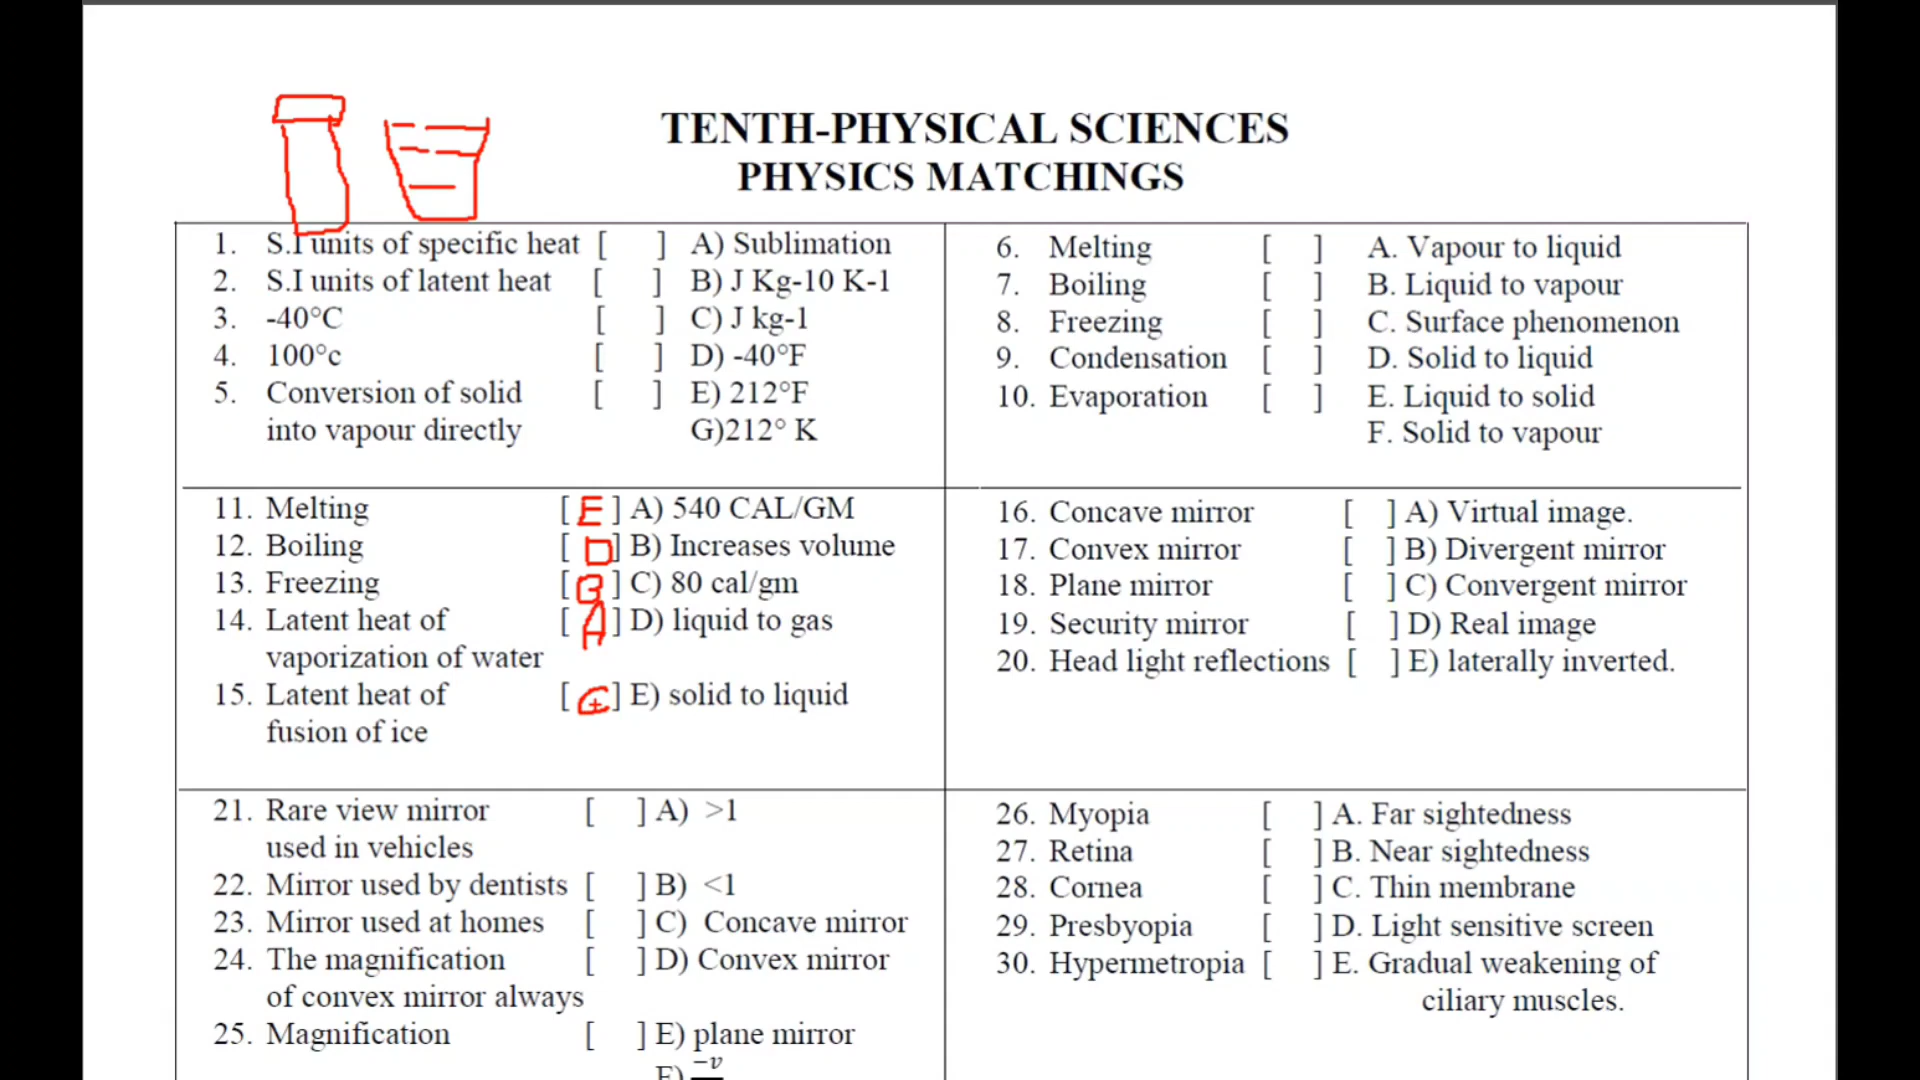 TENTH-PHYSICAL SCIENCES
PHYSICS MATCHINGS
1. S.I units of specific heat [ ] A) Sublimation
2. S.I units of latent heat [ ] B) J Kg-10 K-1
3. -40°C [ ] C) J kg-1
4. 100°c [ ] D) -40°F
5. Conversion of solid [ ] E) 212°F
into vapour directly G)212° K
6. Melting [ ] A. Vapour to liquid
7. Boiling [ ] B. Liquid to vapour
8. Freezing [ ] C. Surface phenomenon
9. Condensation [ ] D. Solid to liquid
10. Evaporation [ ] E. Liquid to solid
F. Solid to vapour
11. Melting [ E ] A) 540 CAL/GM
12. Boiling [ D ] B) Increases volume
13. Freezing [ B ] C) 80 cal/gm
14. Latent heat of [ A ] D) liquid to gas
vaporization of water
15. Latent heat of [ C ] E) solid to liquid
fusion of ice
16. Concave mirror [ ] A) Virtual image.
17. Convex mirror [ ] B) Divergent mirror
18. Plane mirror [ ] C) Convergent mirror
19. Security mirror [ ] D) Real image
20. Head light reflections [ ] E) laterally inverted.
21. Rare view mirror [ ] A) >1
used in vehicles
22. Mirror used by dentists [ ] B) <1
23. Mirror used at homes [ ] C) Concave mirror
24. The magnification [ ] D) Convex mirror
of convex mirror always
25. Magnification [ ] E) plane mirror
F) −v
26. Myopia [ ] A. Far sightedness
27. Retina [ ] B. Near sightedness
28. Cornea [ ] C. Thin membrane
29. Presbyopia [ ] D. Light sensitive screen
30. Hypermetropia [ ] E. Gradual weakening of
ciliary muscles.